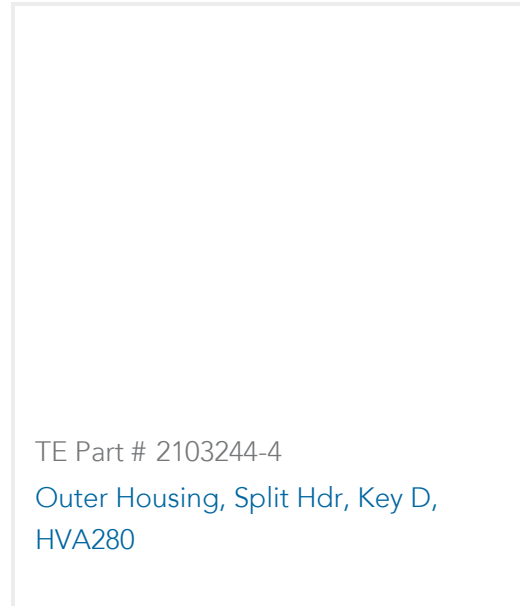 TE Part # 2103244-4
Outer Housing, Split Hdr, Key D,
HVA280